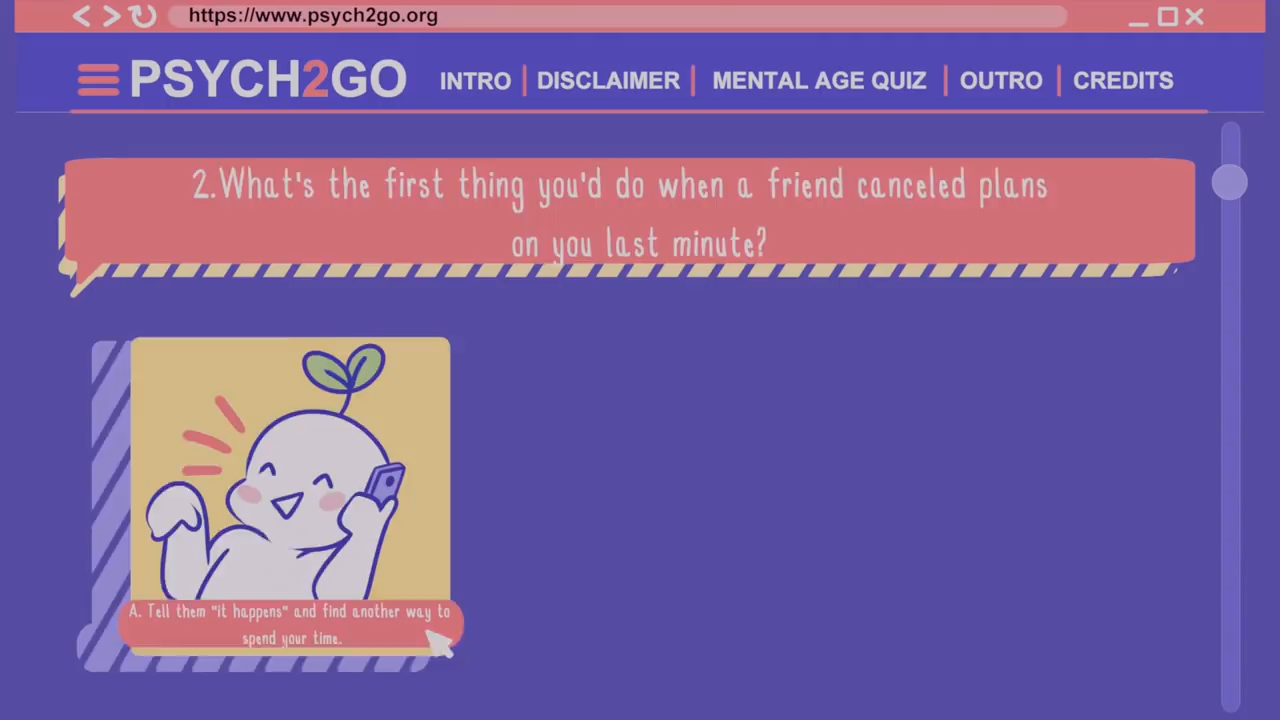 https://www.psych2go.org
PSYCH2GO
INTRO | DISCLAIMER | MENTAL AGE QUIZ | OUTRO | CREDITS
2.What's the first thing you'd do when a friend canceled plans
on you last minute?
A. Tell them "it happens" and find another way to
spend your time.